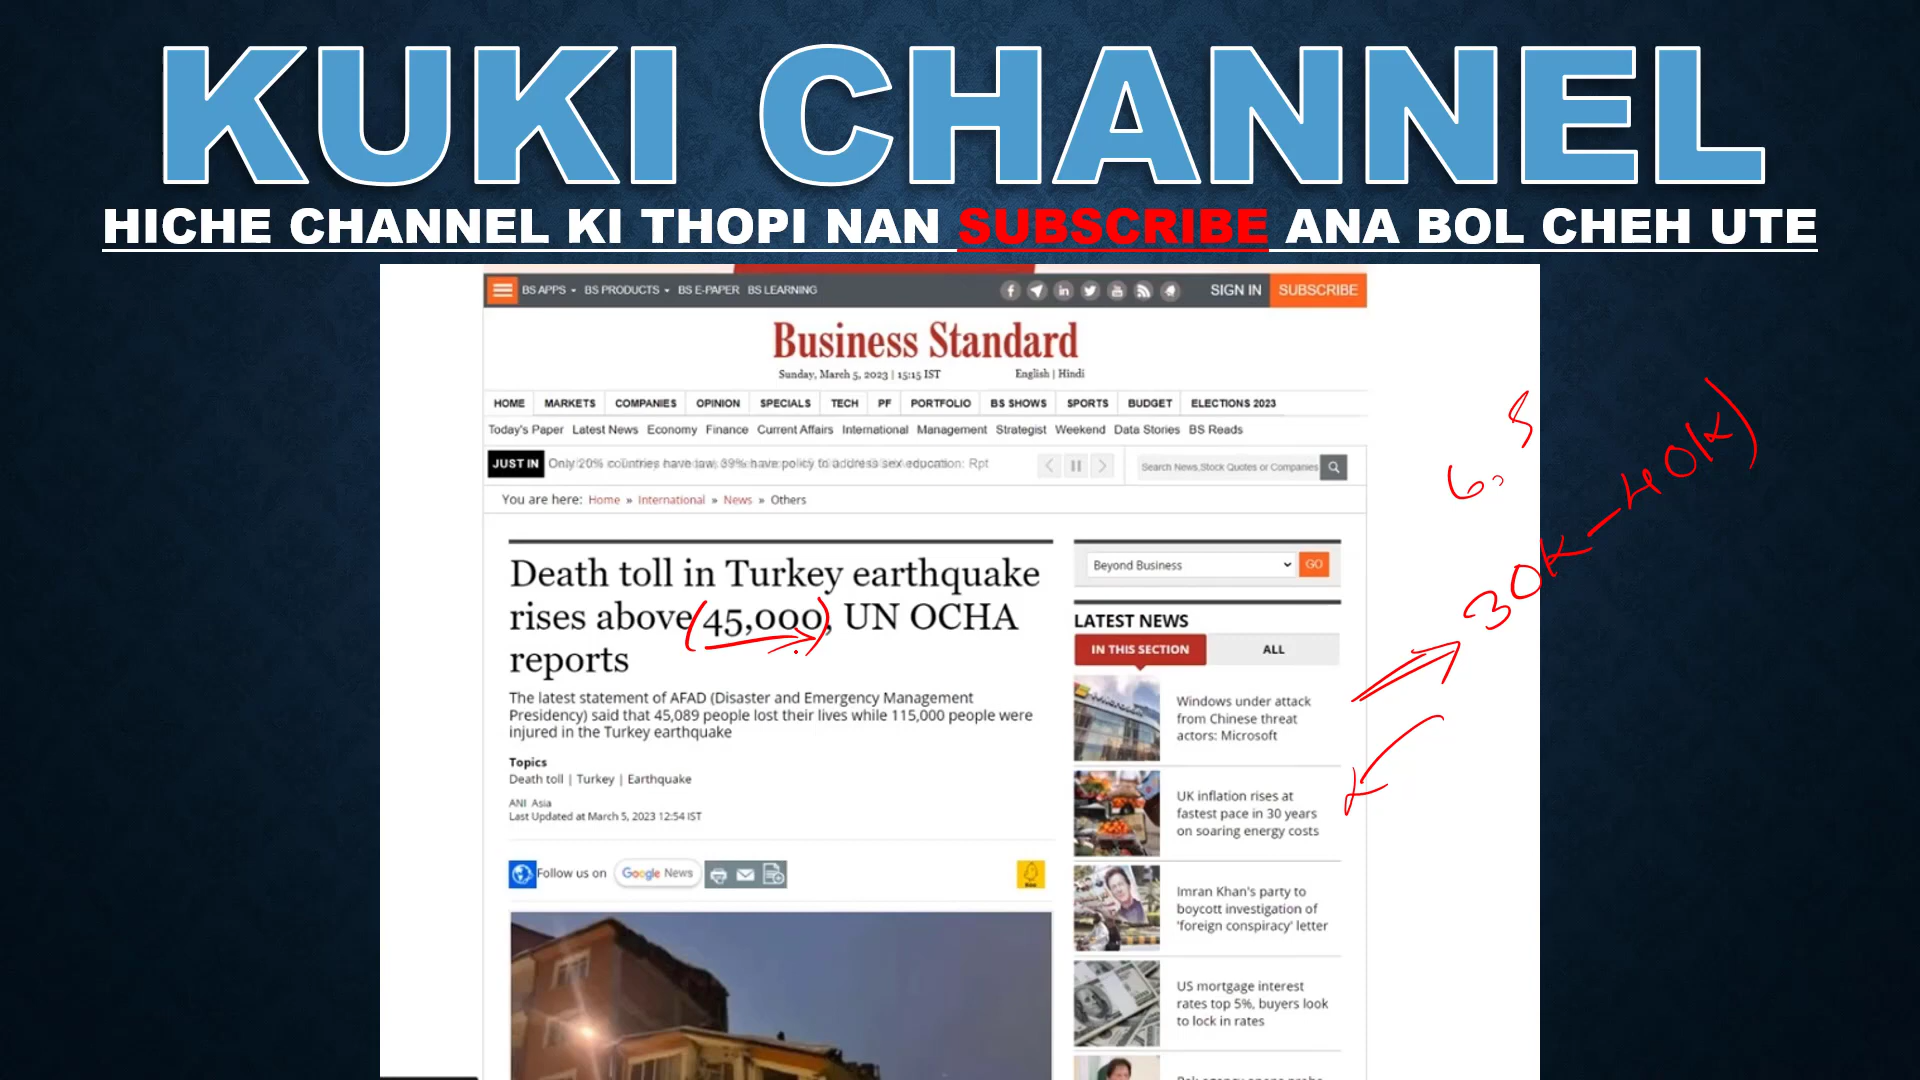 KUKI CHANNEL
HICHE CHANNEL KI THOPI NAN SUBSCRIBE ANA BOL CHEH UTE
BS APPS BS PRODUCTS BS E-PAPER BS LEARNING SIGN IN SUBSCRIBE
Business Standard
Sunday, March 5, 2023 | 15:15 IST English | Hindi
HOME MARKETS COMPANIES OPINION SPECIALS TECH PF PORTFOLIO BS SHOWS SPORTS BUDGET ELECTIONS 2023
Today's Paper Latest News Economy Finance Current Affairs International Management Strategist Weekend Data Stories BS Reads
JUST IN Only 20% countries have law, 39% have policy to address sex education: Rpt
Search News,Stock Quotes or Companies
You are here: Home » International » News » Others
Death toll in Turkey earthquake
rises above (45,000), UN OCHA
reports
The latest statement of AFAD (Disaster and Emergency Management
Presidency) said that 45,089 people lost their lives while 115,000 people were
injured in the Turkey earthquake
Topics
Death toll | Turkey | Earthquake
ANI Asia
Last Updated at March 5, 2023 12:54 IST
Follow us on Google News
Beyond Business GO
LATEST NEWS
IN THIS SECTION ALL
Windows under attack
from Chinese threat
actors: Microsoft
UK inflation rises at
fastest pace in 30 years
on soaring energy costs
Imran Khan's party to
boycott investigation of
'foreign conspiracy' letter
US mortgage interest
rates top 5%, buyers look
to lock in rates
6.5
30K-40K)